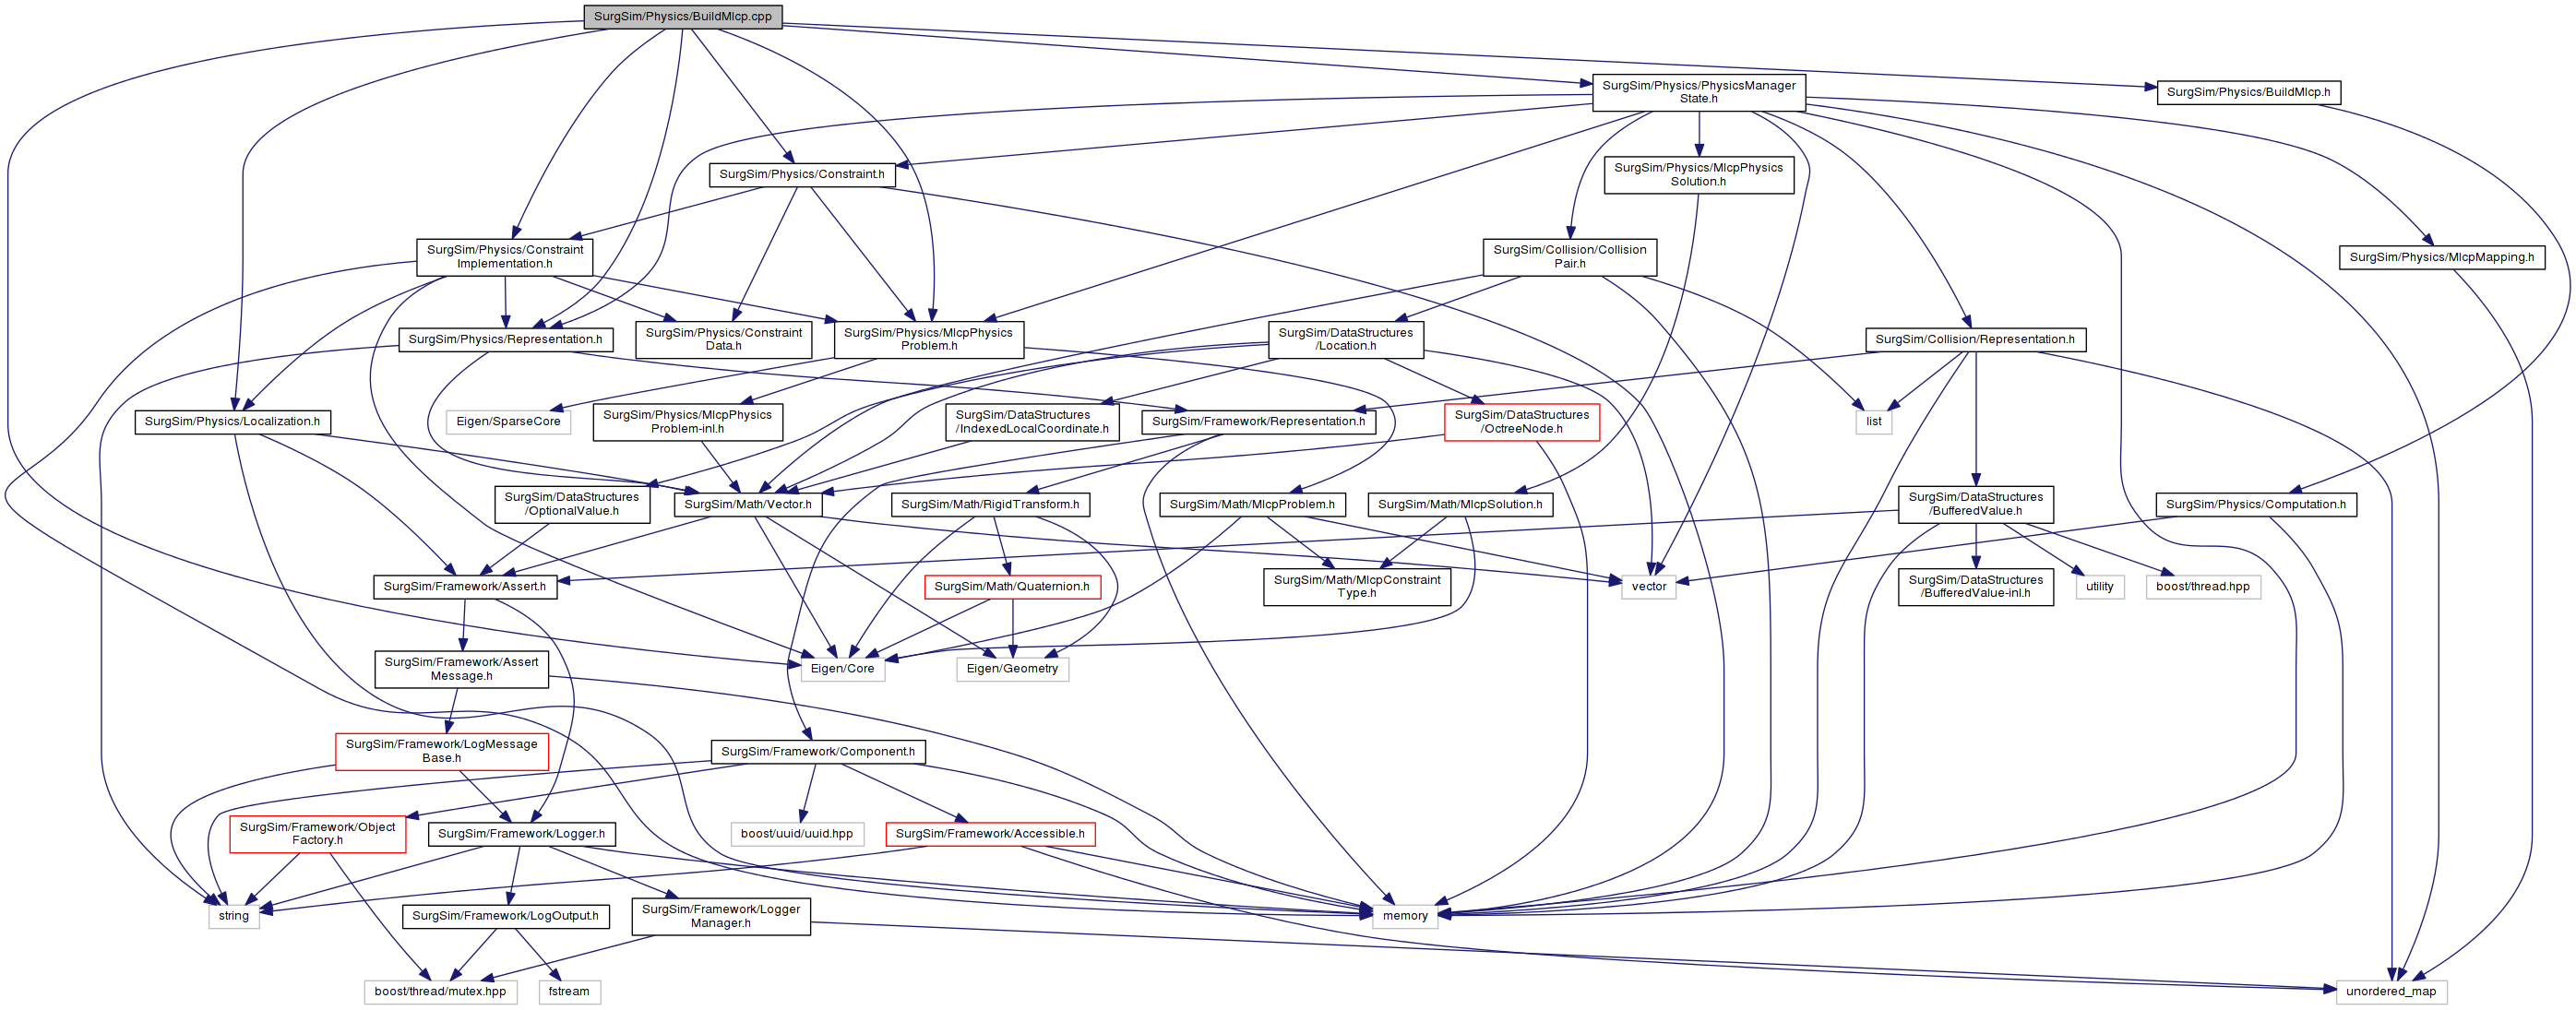 SurgSim/Physics/BuildMlcp.cpp
SurgSim/Physics/PhysicsManager
State.h
SurgSim/Physics/BuildMlcp.h
SurgSim/Physics/Constraint.h
SurgSim/Physics/MlcpPhysics
Solution.h
SurgSim/Physics/Constraint
Implementation.h
SurgSim/Collision/Collision
Pair.h
SurgSim/Physics/MlcpMapping.h
SurgSim/Physics/Representation.h
SurgSim/Physics/Constraint
Data.h
SurgSim/Physics/MlcpPhysics
Problem.h
SurgSim/DataStructures
/Location.h
SurgSim/Collision/Representation.h
SurgSim/Physics/Localization.h
Eigen/SparseCore
SurgSim/Physics/MlcpPhysics
Problem-inl.h
SurgSim/DataStructures
/IndexedLocalCoordinate.h
SurgSim/Framework/Representation.h
SurgSim/DataStructures
/OctreeNode.h
list
SurgSim/DataStructures
/OptionalValue.h
SurgSim/Math/Vector.h
SurgSim/Math/RigidTransform.h
SurgSim/Math/MlcpProblem.h
SurgSim/Math/MlcpSolution.h
SurgSim/DataStructures
/BufferedValue.h
SurgSim/Physics/Computation.h
SurgSim/Framework/Assert.h
SurgSim/Math/Quaternion.h
SurgSim/Math/MlcpConstraint
Type.h
vector
SurgSim/DataStructures
/BufferedValue-inl.h
utility
boost/thread.hpp
SurgSim/Framework/Assert
Message.h
Eigen/Core
Eigen/Geometry
SurgSim/Framework/LogMessage
Base.h
SurgSim/Framework/Component.h
SurgSim/Framework/Object
Factory.h
SurgSim/Framework/Logger.h
boost/uuid/uuid.hpp
SurgSim/Framework/Accessible.h
string
SurgSim/Framework/LogOutput.h
SurgSim/Framework/Logger
Manager.h
memory
boost/thread/mutex.hpp
fstream
unordered_map